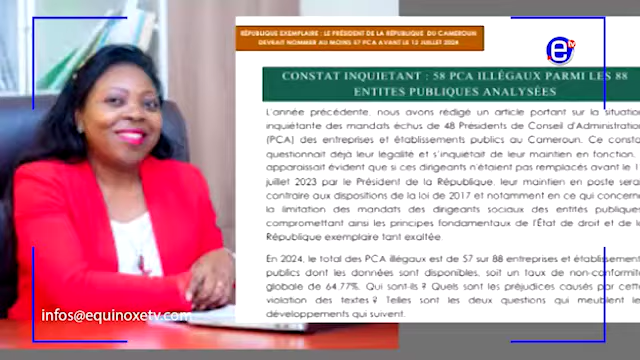 RÉPUBLIQUE EXEMPLAIRE : LE PRÉSIDENT DE LA RÉPUBLIQUE DU CAMEROUN
DEVRAIT NOMMER AU MOINS 57 PCA AVANT LE 12 JUILLET 2024
e tv
CONSTAT INQUIETANT : 58 PCA ILLÉGAUX PARMI LES 88
ENTITES PUBLIQUES ANALYSÉES
L'année précédente, nous avons rédigé un article portant sur la situation
inquiétante des mandats échus de 48 Présidents de Conseil d'Administration
(PCA) des entreprises et établissements publics au Cameroun. Ce constat
questionnait déjà leur légalité et s'inquietait de leur maintien en fonction.
apparaissait évident que si ces dirigeants n'étaient pas remplacés avant le 1
juillet 2023 par le Président de la République, leur maintien en poste sera
contraire aux dispositions de la loi de 2017 et notamment en ce qui concerne
la limitation des mandats des dirigeants sociaux des entités publiques
compromettant ainsi les principes fondamentaux de l'État de droit et de la
République exemplaire tant exaltée.
En 2024, le total des PCA illégaux est de 57 sur 88 entreprises et établissements
publics dont les données sont disponibles, soit un taux de non-conformité
globale de 64.77%. Qui sont-ils ? Quels sont les préjudices causés par cette
violation des textes ? Telles sont les deux questions qui meublent les
développements qui suivent.
infos@equinoxetv.com